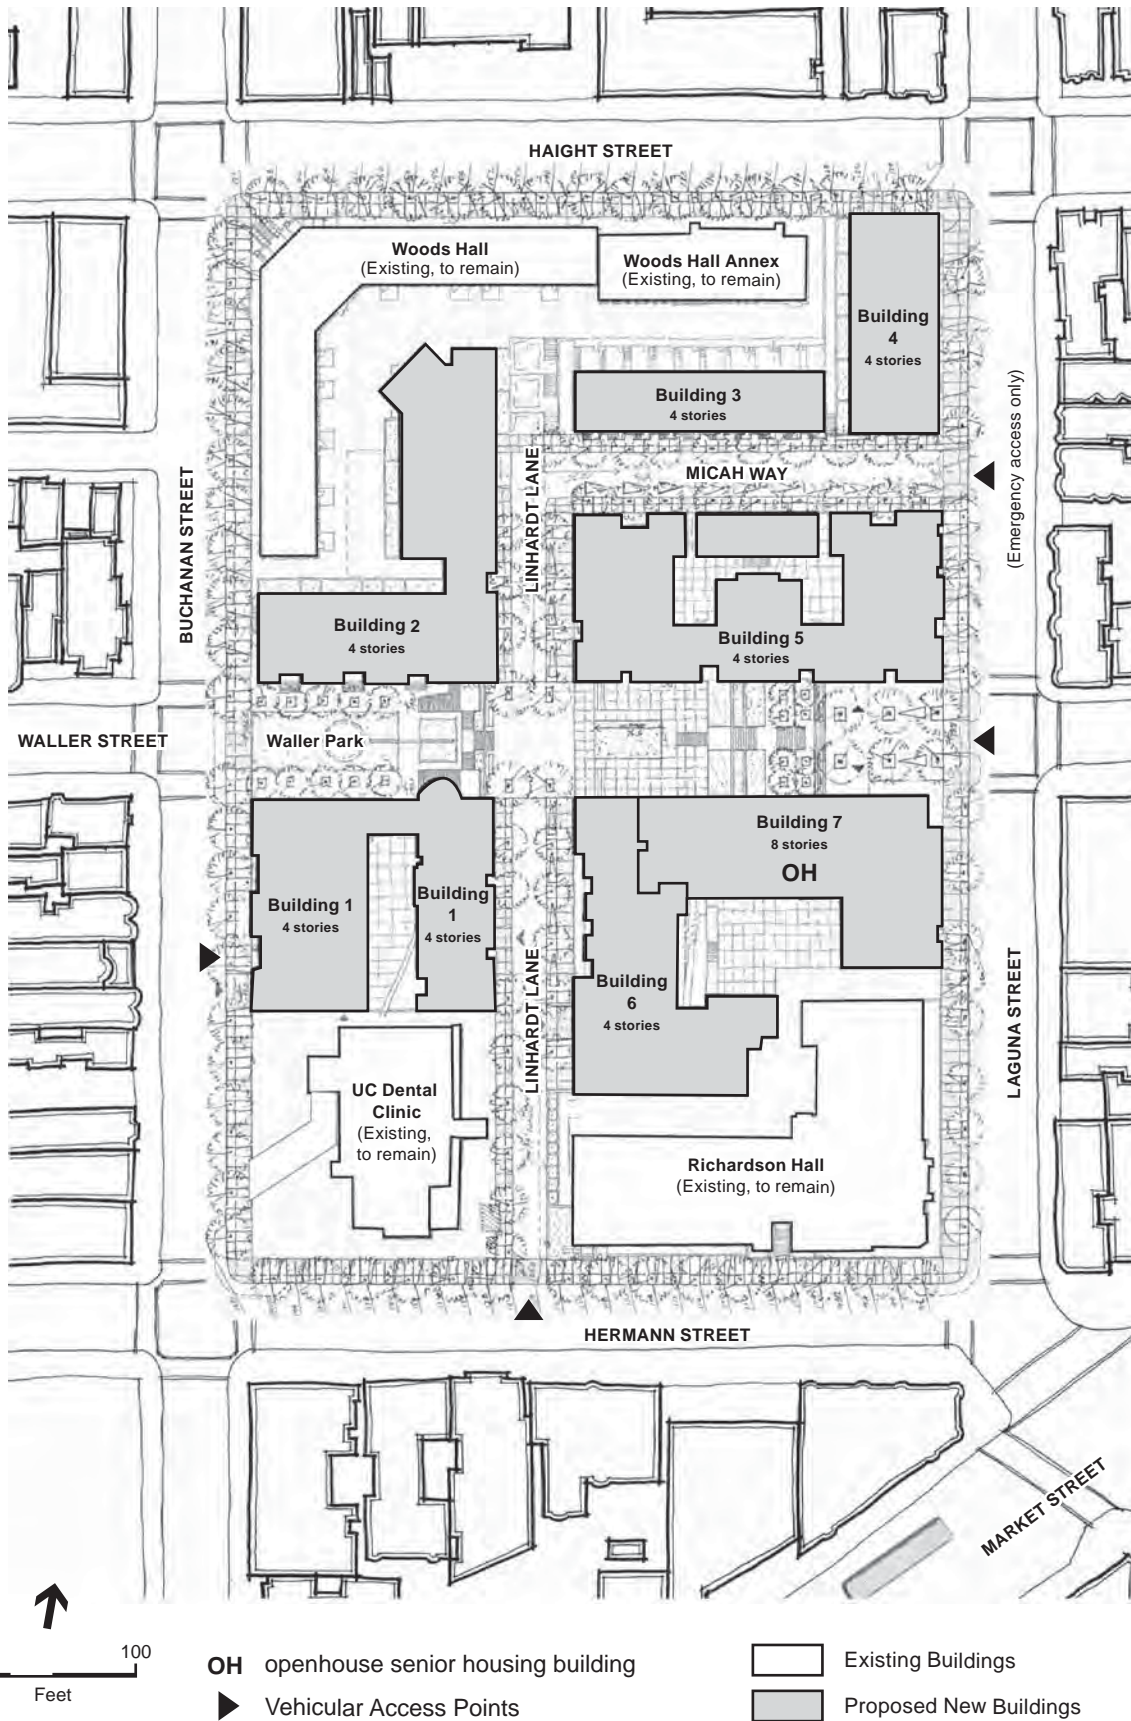 HAIGHT STREET
Woods Hall
(Existing, to remain)
Woods Hall Annex
(Existing, to remain)
Building
4
4 stories
Building 3
4 stories
(Emergency access only)
MICAH WAY
LINHARDT LANE
BUCHANAN STREET
Building 2
4 stories
Building 5
4 stories
WALLER STREET
Waller Park
Building 7
8 stories
OH
Building 1
4 stories
Building
1
4 stories
Building
6
4 stories
LINHARDT LANE
LAGUNA STREET
UC Dental
Clinic
(Existing,
to remain)
Richardson Hall
(Existing, to remain)
HERMANN STREET
MARKET STREET
100
Feet
OH openhouse senior housing building
Vehicular Access Points
Existing Buildings
Proposed New Buildings